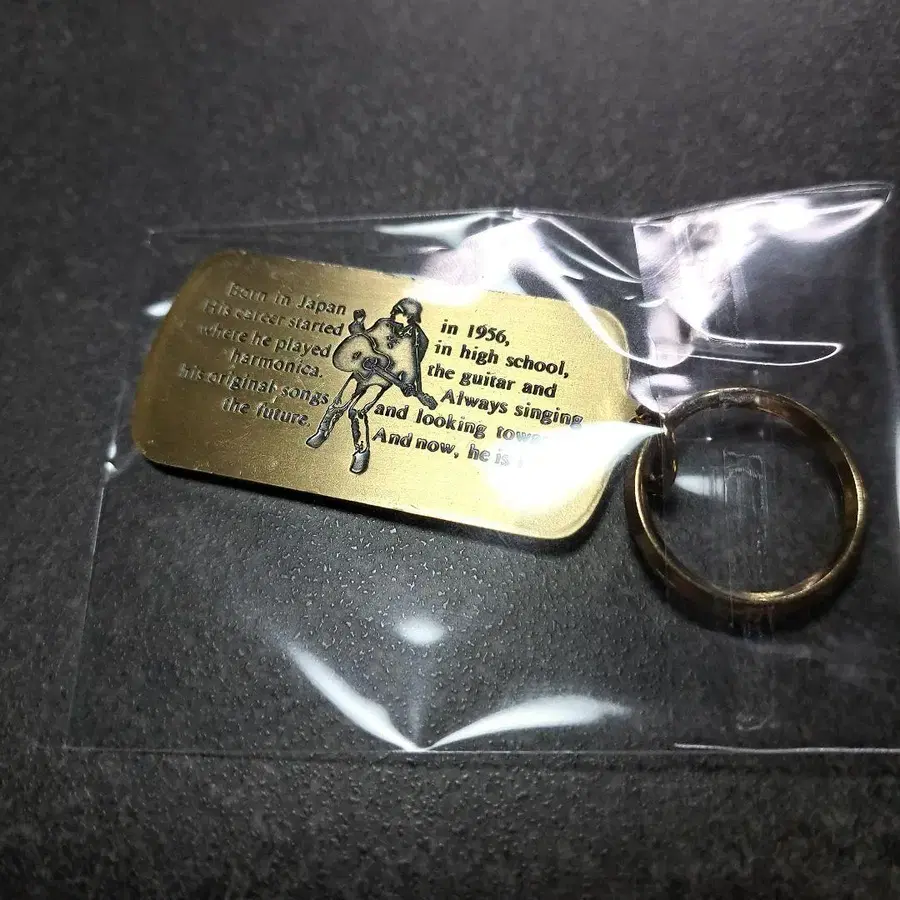 Born in Japan in 1956,
His career started in high school,
where he played the guitar and
harmonica. Always singing
his original songs and looking
the future. And now, he is